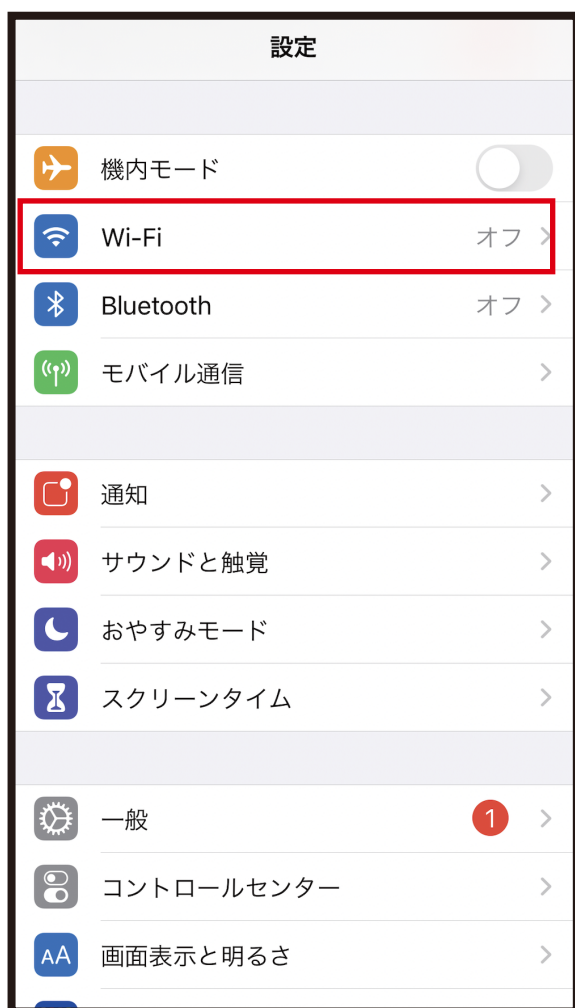 設定
機内モード
Wi-Fi オフ
Bluetooth オフ
モバイル通信
通知
サウンドと触覚
おやすみモード
スクリーンタイム
一般 1
コントロールセンター
AA 画面表示と明るさ